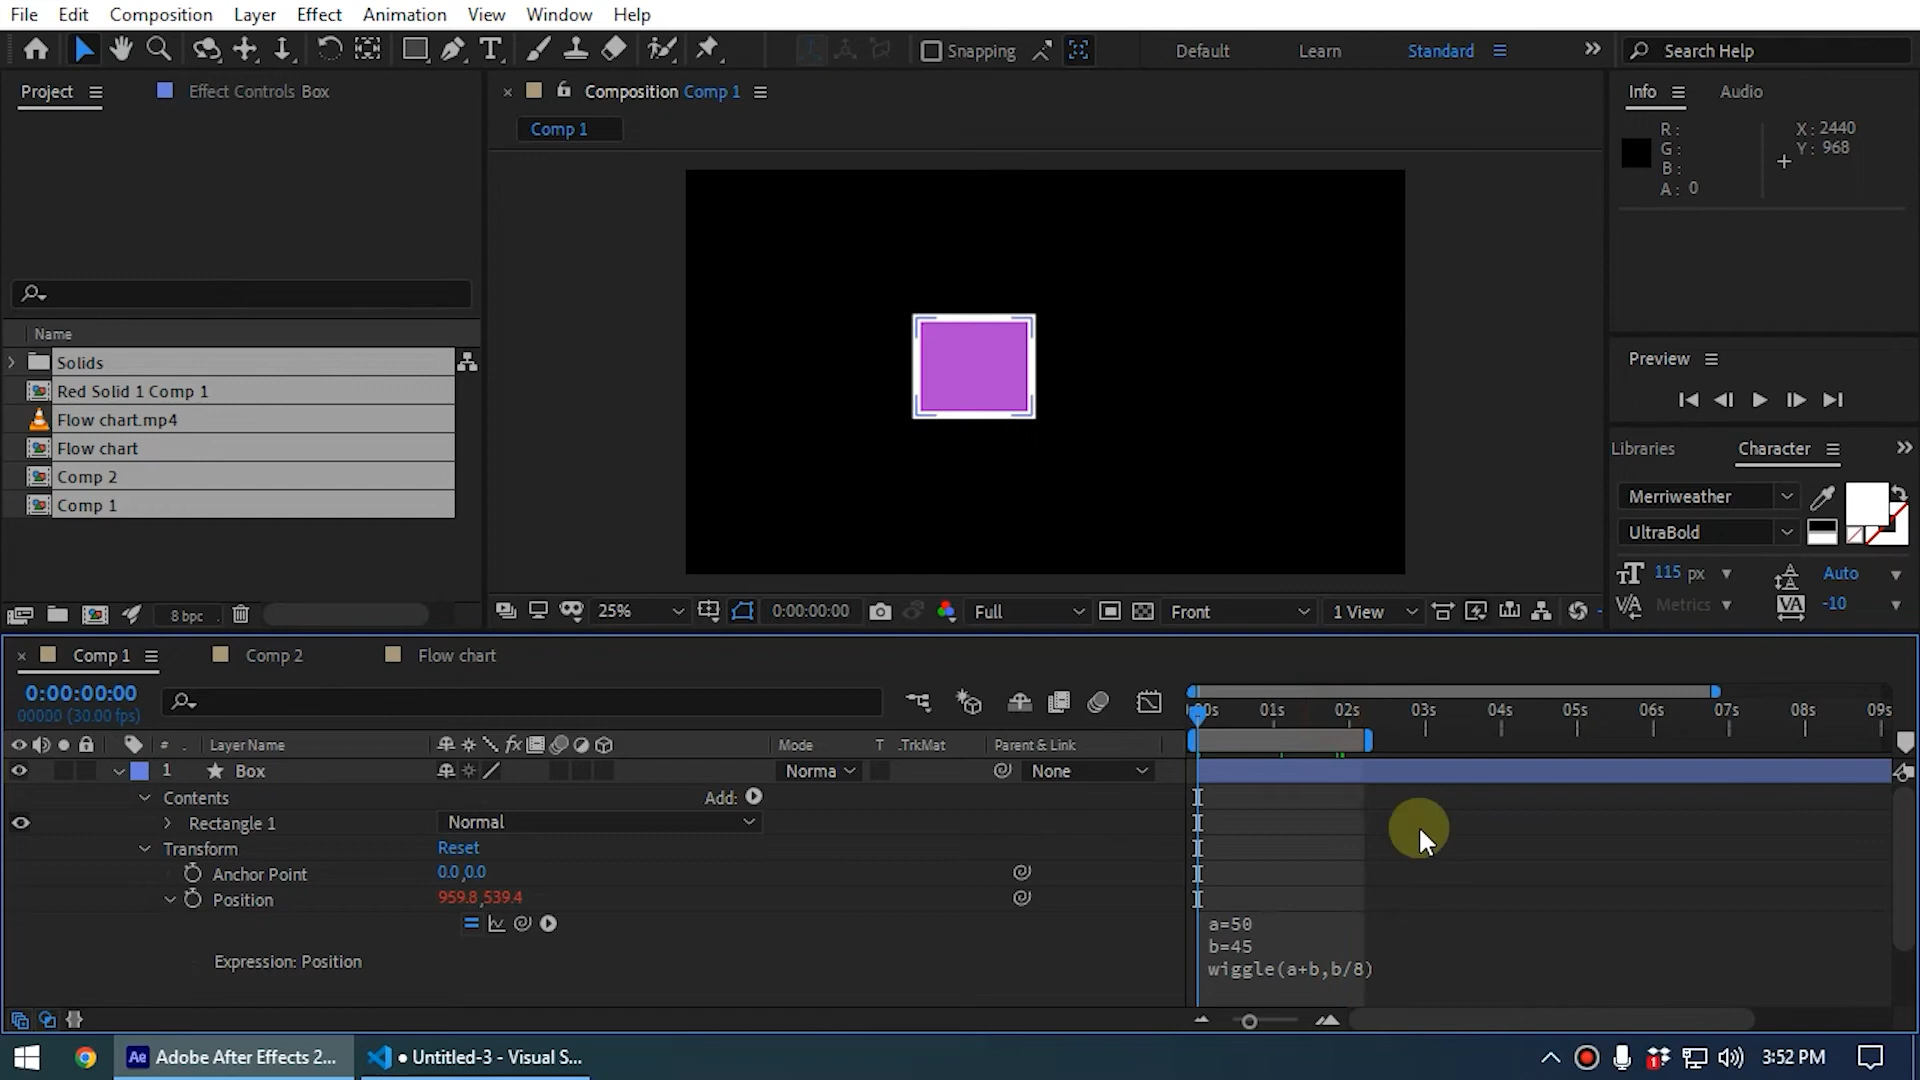 File Edit Composition Layer Effect Animation View Window Help
Snapping Default Learn Standard Search Help
Project Effect Controls Box
Composition Comp 1
Comp 1
Info Audio
R: X: 2440
G: Y: 968
B:
A: 0
Name
Solids
Red Solid 1 Comp 1
Flow chart.mp4
Flow chart
Comp 2
Comp 1
Preview
Libraries Character
Merriweather
UltraBold
115 px Auto
Metrics -10
8 bpc
25% 0:00:00:00 Full Front 1 View
Comp 1 Comp 2 Flow chart
0:00:00:00
00000 (30.00 fps)
00s 01s 02s 03s 04s 05s 06s 07s 08s 09s
# Layer Name Mode T .TrkMat Parent & Link
1 Box Norma None
Contents Add:
Rectangle 1 Normal
Transform Reset
Anchor Point 0.0,0.0
Position 959.8,539.4
Expression: Position
a=50
b=45
wiggle(a+b,b/8)
Ae Adobe After Effects 2... ● Untitled-3 - Visual S... 3:52 PM